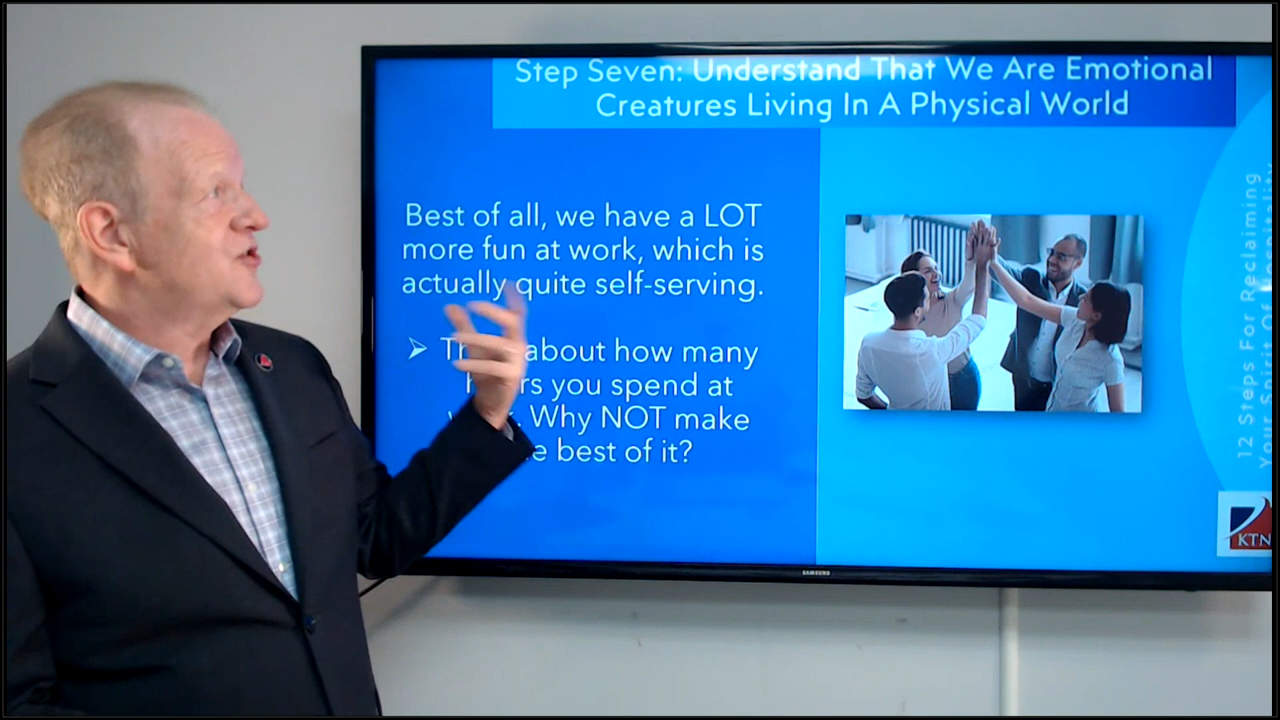 Step Seven: Understand That We Are Emotional
Creatures Living In A Physical World
Best of all, we have a LOT
more fun at work, which is
actually quite self-serving.
➢ about how many
you spend at
Why NOT make
best of it?
12 Steps For Reclaiming
Your Spirit Of Hospitality
KTN
SAMSUNG